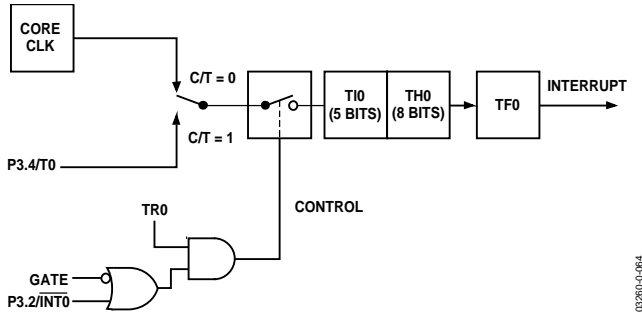 CORE
CLK
C/T = 0
C/T = 1
P3.4/T0
TI0
(5 BITS)
TH0
(8 BITS)
TF0
INTERRUPT
TR0
CONTROL
GATE
P3.2/INT0
03260-0-064